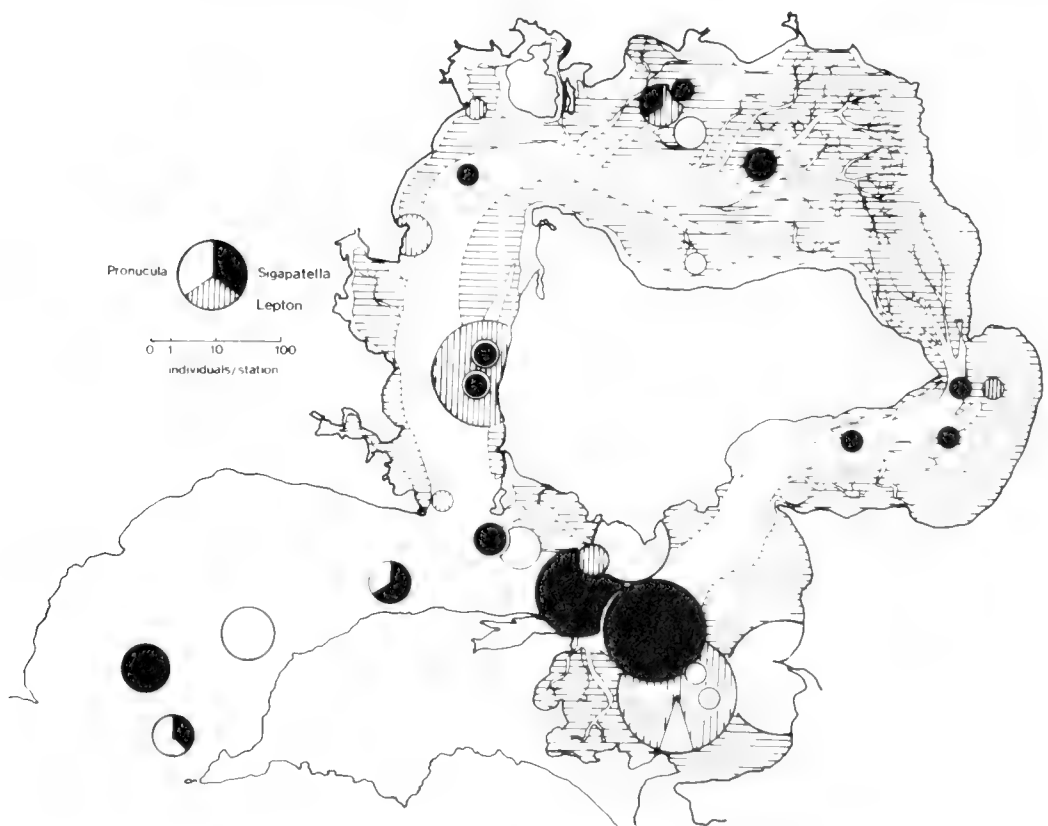 Pronucula
Sigapatella
Lepton
0 1 10 100
individuals/station